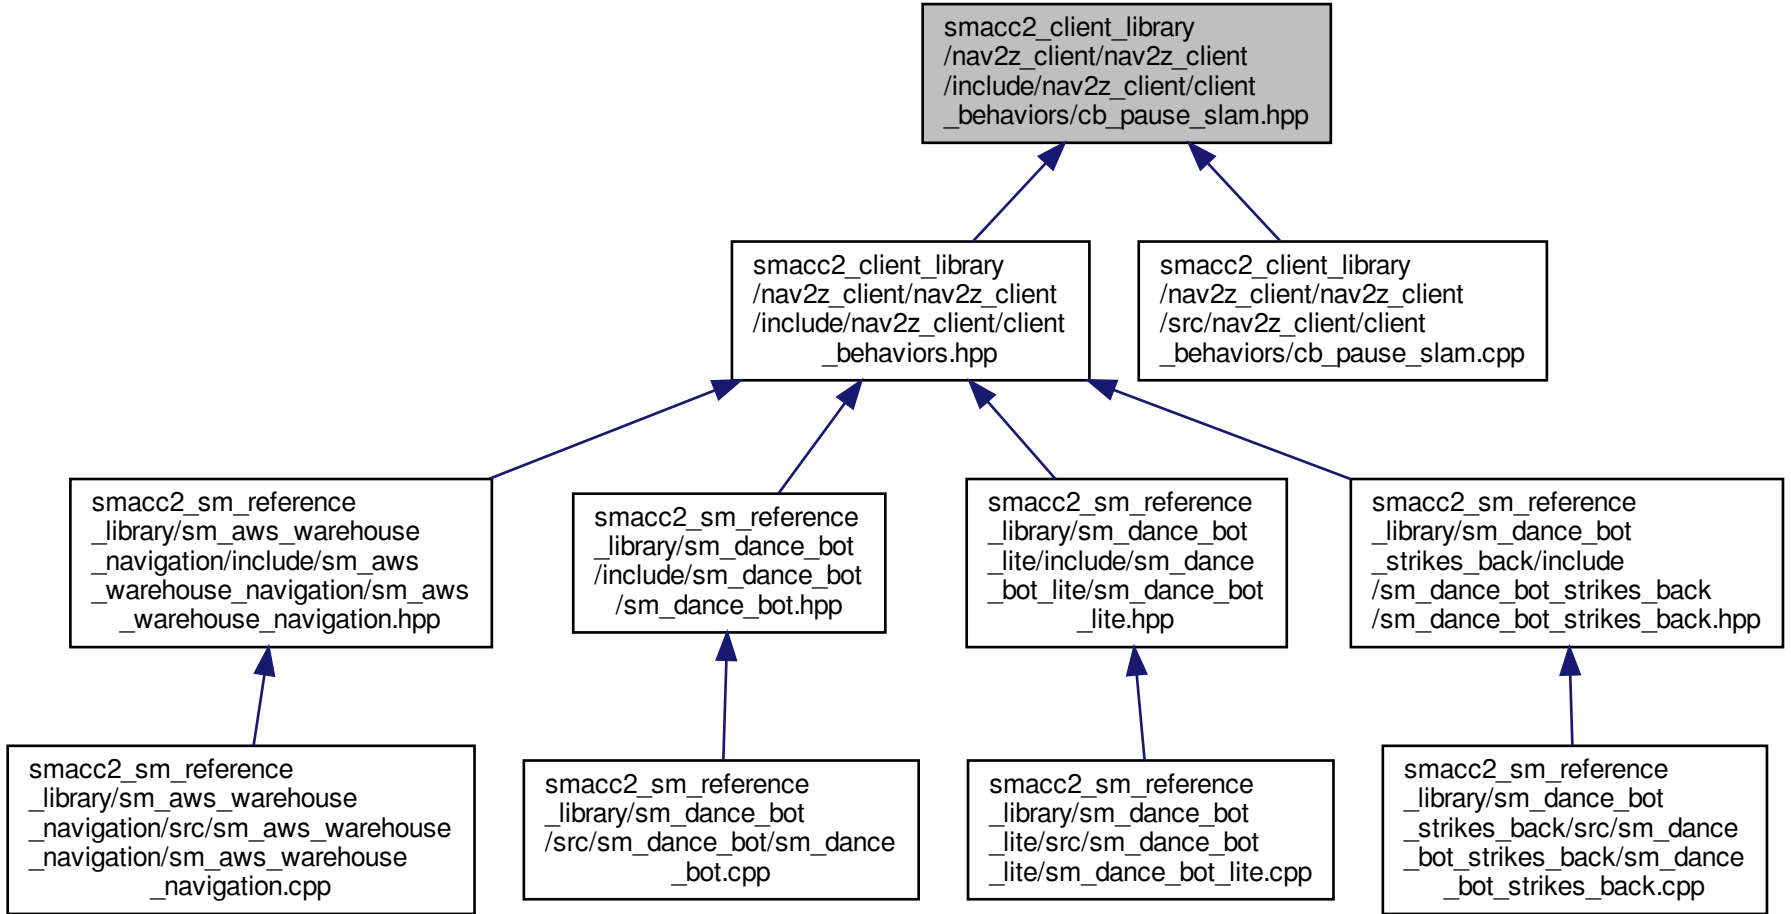 smacc2_client_library
/nav2z_client/nav2z_client
/include/nav2z_client/client
_behaviors/cb_pause_slam.hpp
smacc2_client_library
/nav2z_client/nav2z_client
/include/nav2z_client/client
_behaviors.hpp
smacc2_client_library
/nav2z_client/nav2z_client
/src/nav2z_client/client
_behaviors/cb_pause_slam.cpp
smacc2_sm_reference
_library/sm_aws_warehouse
_navigation/include/sm_aws
_warehouse_navigation/sm_aws
_warehouse_navigation.hpp
smacc2_sm_reference
_library/sm_dance_bot
/include/sm_dance_bot
/sm_dance_bot.hpp
smacc2_sm_reference
_library/sm_dance_bot
_lite/include/sm_dance
_bot_lite/sm_dance_bot
_lite.hpp
smacc2_sm_reference
_library/sm_dance_bot
_strikes_back/include
/sm_dance_bot_strikes_back
/sm_dance_bot_strikes_back.hpp
smacc2_sm_reference
_library/sm_aws_warehouse
_navigation/src/sm_aws_warehouse
_navigation/sm_aws_warehouse
_navigation.cpp
smacc2_sm_reference
_library/sm_dance_bot
/src/sm_dance_bot/sm_dance
_bot.cpp
smacc2_sm_reference
_library/sm_dance_bot
_lite/src/sm_dance_bot
_lite/sm_dance_bot_lite.cpp
smacc2_sm_reference
_library/sm_dance_bot
_strikes_back/src/sm_dance
_bot_strikes_back/sm_dance
_bot_strikes_back.cpp